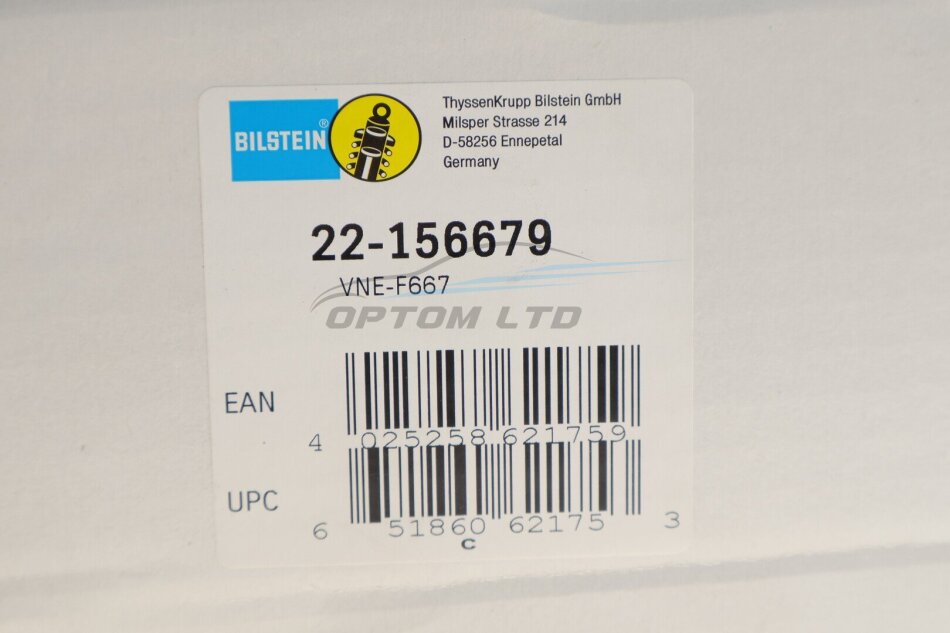 BILSTEIN®
ThyssenKrupp Bilstein GmbH
Milsper Strasse 214
D-58256 Ennepetal
Germany
22-156679
VNE-F667
OPTOM LTD
EAN
4 025258 621759
UPC
6 51860 62175 3
c